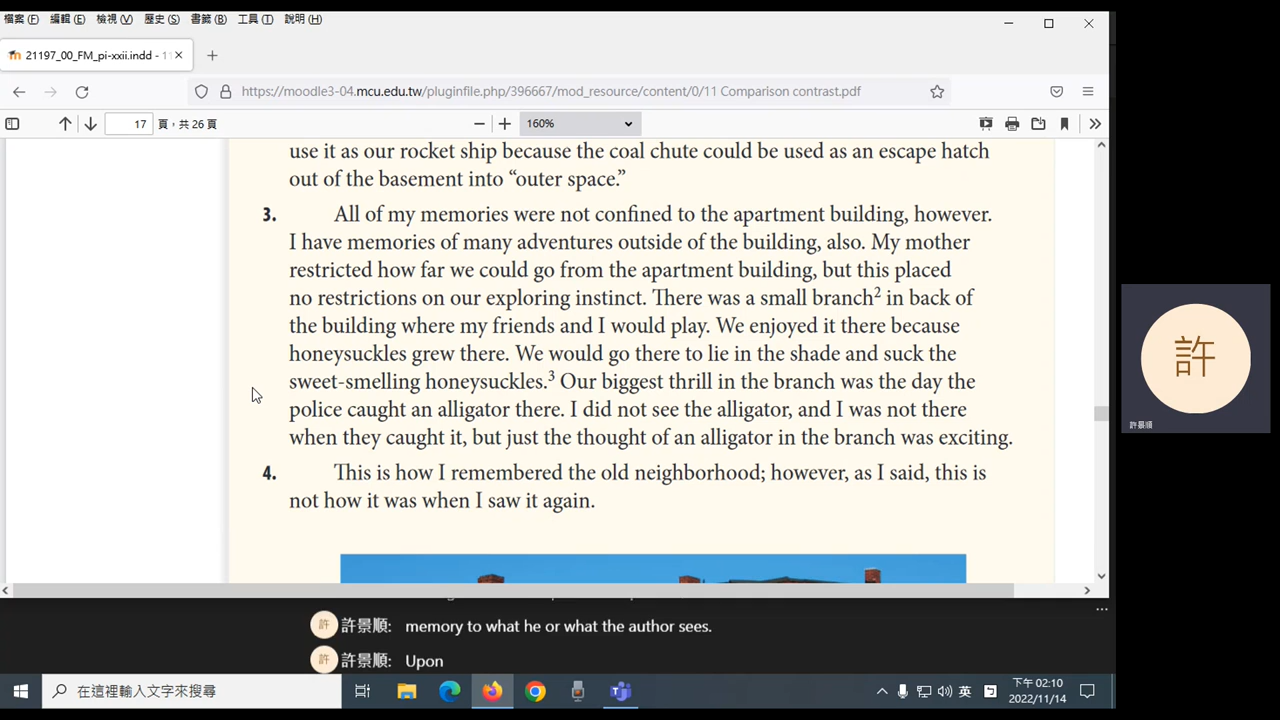 檔案 (F) 編輯 (E) 檢視 (V) 歷史 (S) 書籤 (B) 工具 (T) 說明 (H)
21197_00_FM_pi-xxii.indd - 11
https://moodle3-04.mcu.edu.tw/pluginfile.php/396667/mod_resource/content/0/11 Comparison contrast.pdf
17 頁，共 26 頁
160%
use it as our rocket ship because the coal chute could be used as an escape hatch
out of the basement into “outer space.”
3. All of my memories were not confined to the apartment building, however.
I have memories of many adventures outside of the building, also. My mother
restricted how far we could go from the apartment building, but this placed
no restrictions on our exploring instinct. There was a small branch2 in back of
the building where my friends and I would play. We enjoyed it there because
honeysuckles grew there. We would go there to lie in the shade and suck the
sweet-smelling honeysuckles.3 Our biggest thrill in the branch was the day the
police caught an alligator there. I did not see the alligator, and I was not there
when they caught it, but just the thought of an alligator in the branch was exciting.
4. This is how I remembered the old neighborhood; however, as I said, this is
not how it was when I saw it again.
許
許景順
許 許景順: memory to what he or what the author sees.
許 許景順: Upon
在這裡輸入文字來搜尋
英
下午 02:10
2022/11/14